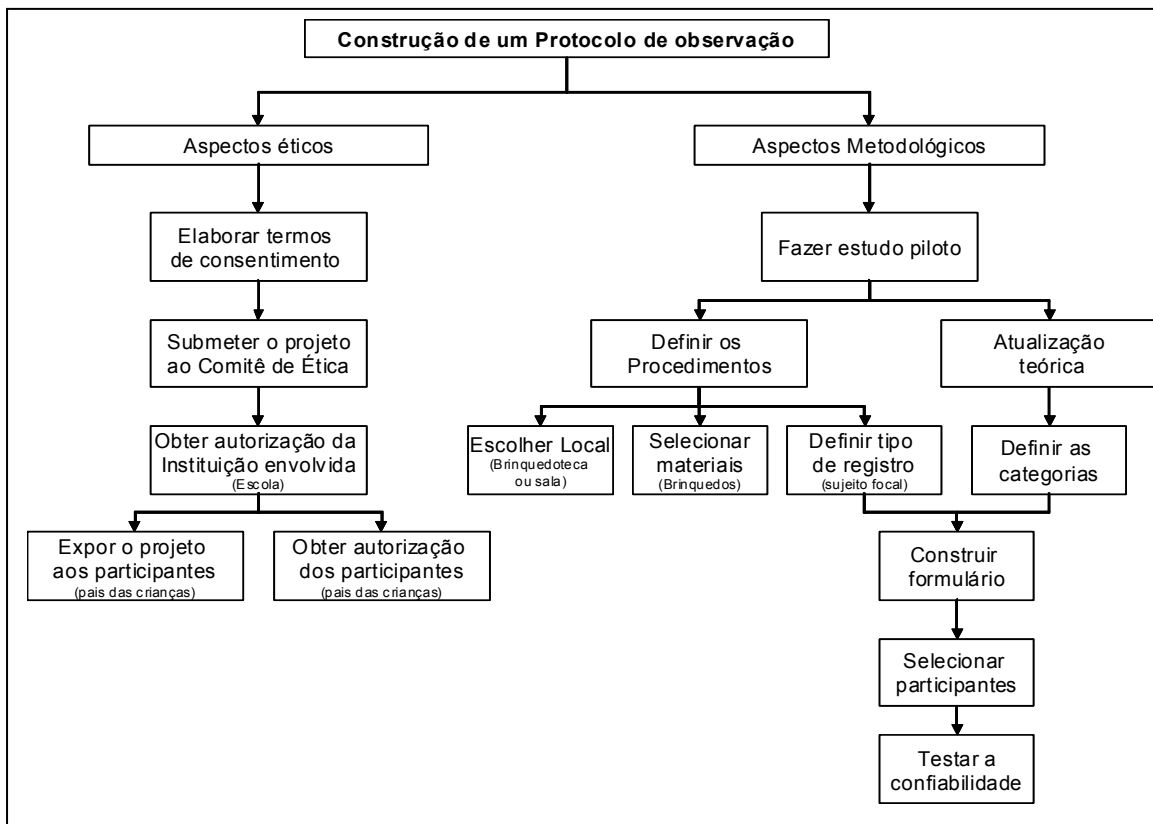 Construção de um Protocolo de observação
Aspectos éticos
Aspectos Metodológicos
Elaborar termos
de consentimento
Fazer estudo piloto
Submeter o projeto
ao Comitê de Ética
Definir os
Procedimentos
Atualização
teórica
Obter autorização da
Instituição envolvida
(Escola)
Escolher Local
(Brinquedoteca
ou sala)
Selecionar
materiais
(Brinquedos)
Definir tipo
de registro
(sujeito focal)
Definir as
categorias
Expor o projeto
aos participantes
(pais das crianças)
Obter autorização
dos participantes
(pais das crianças)
Construir
formulário
Selecionar
participantes
Testar a
confiabilidade